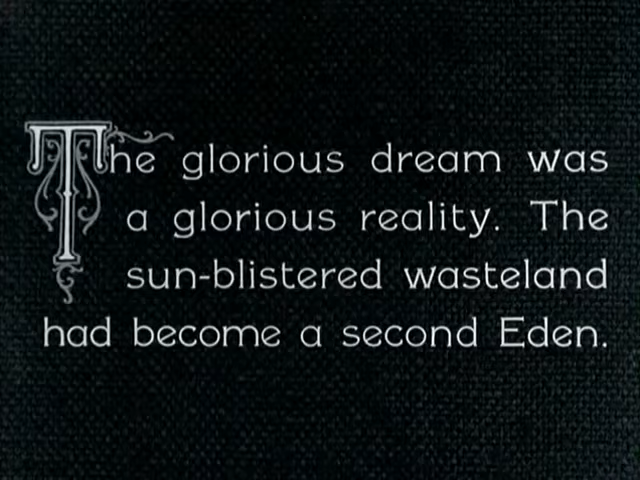 The glorious dream was
a glorious reality. The
sun-blistered wasteland
had become a second Eden.